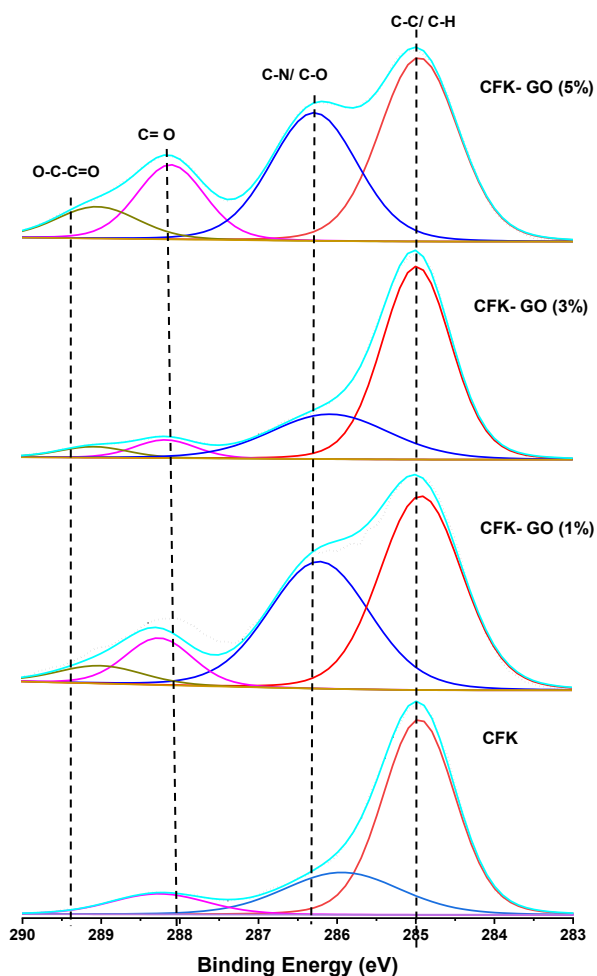 C-C/ C-H
C-N/ C-O
CFK- GO (5%)
C= O
O-C-C=O
CFK- GO (3%)
CFK- GO (1%)
CFK
290 289 288 287 286 285 284 283
Binding Energy (eV)